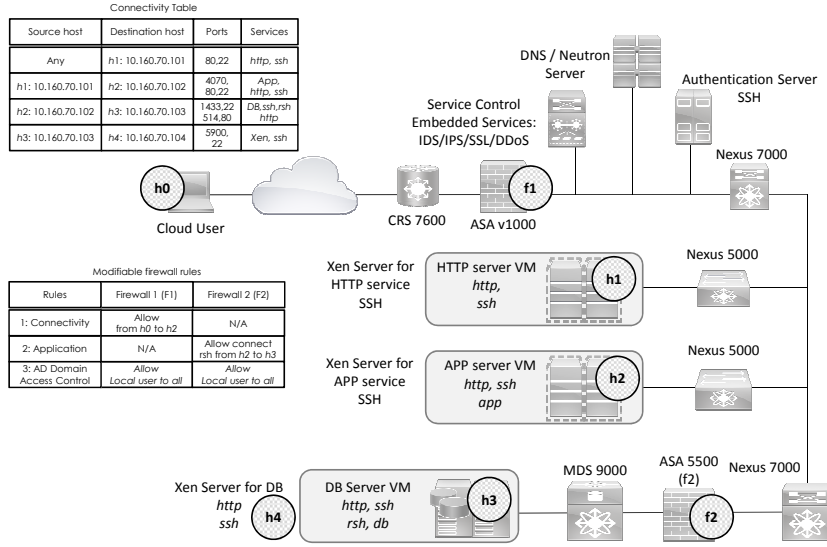 Connectivity Table
Source host Destination host Ports Services
Any h1: 10.160.70.101 80,22 http, ssh
h1: 10.160.70.101 h2: 10.160.70.102 4070, 80,22 App, http, ssh
h2: 10.160.70.102 h3: 10.160.70.103 1433,22 514,80 DB,ssh,rsh http
h3: 10.160.70.103 h4: 10.160.70.104 5900, 22 Xen, ssh
DNS / Neutron
Server
Authentication Server
SSH
Service Control
Embedded Services:
IDS/IPS/SSL/DDoS
Nexus 7000
h0
f1
Cloud User
CRS 7600
ASA v1000
Modifiable firewall rules
Rules Firewall 1 (F1) Firewall 2 (F2)
1: Connectivity Allow from h0 to h2 N/A
2: Application N/A Allow connect rsh from h2 to h3
3: AD Domain Access Control Allow Local user to all Allow Local user to all
Xen Server for
HTTP service
SSH
HTTP server VM
http,
ssh
h1
Nexus 5000
Xen Server for
APP service
SSH
APP server VM
http, ssh
app
h2
Nexus 5000
Xen Server for DB
http
ssh
h4
DB Server VM
http, ssh
rsh, db
h3
MDS 9000
ASA 5500
(f2)
f2
Nexus 7000